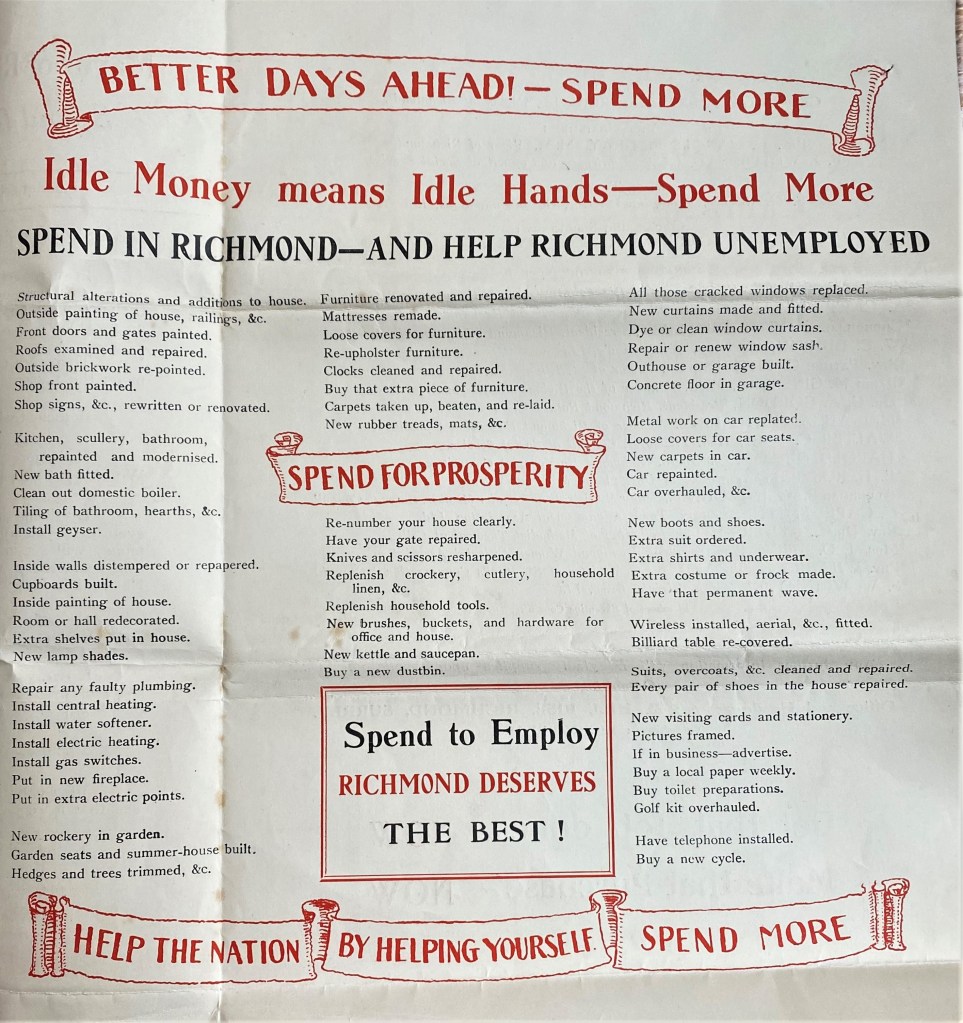 BETTER DAYS AHEAD! — SPEND MORE
Idle Money means Idle Hands—Spend More
SPEND IN RICHMOND—AND HELP RICHMOND UNEMPLOYED
Structural alterations and additions to house.
Outside painting of house, railings, &c.
Front doors and gates painted.
Roofs examined and repaired.
Outside brickwork re-pointed.
Shop front painted.
Shop signs, &c., rewritten or renovated.
Kitchen, scullery, bathroom,
repainted and modernised.
New bath fitted.
Clean out domestic boiler.
Tiling of bathroom, hearths, &c.
Install geyser.
Inside walls distempered or repapered.
Cupboards built.
Inside painting of house.
Room or hall redecorated.
Extra shelves put in house.
New lamp shades.
Repair any faulty plumbing.
Install central heating.
Install water softener.
Install electric heating.
Install gas switches.
Put in new fireplace.
Put in extra electric points.
New rockery in garden.
Garden seats and summer-house built.
Hedges and trees trimmed, &c.
Furniture renovated and repaired.
Mattresses remade.
Loose covers for furniture.
Re-upholster furniture.
Clocks cleaned and repaired.
Buy that extra piece of furniture.
Carpets taken up, beaten, and re-laid.
New rubber treads, mats, &c.
SPEND FOR PROSPERITY
Re-number your house clearly.
Have your gate repaired.
Knives and scissors resharpened.
Replenish crockery, cutlery, household
linen, &c.
Replenish household tools.
New brushes, buckets, and hardware for
office and house.
New kettle and saucepan.
Buy a new dustbin.
Spend to Employ
RICHMOND DESERVES
THE BEST !
All those cracked windows replaced.
New curtains made and fitted.
Dye or clean window curtains.
Repair or renew window sash.
Outhouse or garage built.
Concrete floor in garage.
Metal work on car replated.
Loose covers for car seats.
New carpets in car.
Car repainted.
Car overhauled, &c.
New boots and shoes.
Extra suit ordered.
Extra shirts and underwear.
Extra costume or frock made.
Have that permanent wave.
Wireless installed, aerial, &c., fitted.
Billiard table re-covered.
Suits, overcoats, &c. cleaned and repaired.
Every pair of shoes in the house repaired.
New visiting cards and stationery.
Pictures framed.
If in business—advertise.
Buy a local paper weekly.
Buy toilet preparations.
Golf kit overhauled.
Have telephone installed.
Buy a new cycle.
HELP THE NATION BY HELPING YOURSELF. SPEND MORE